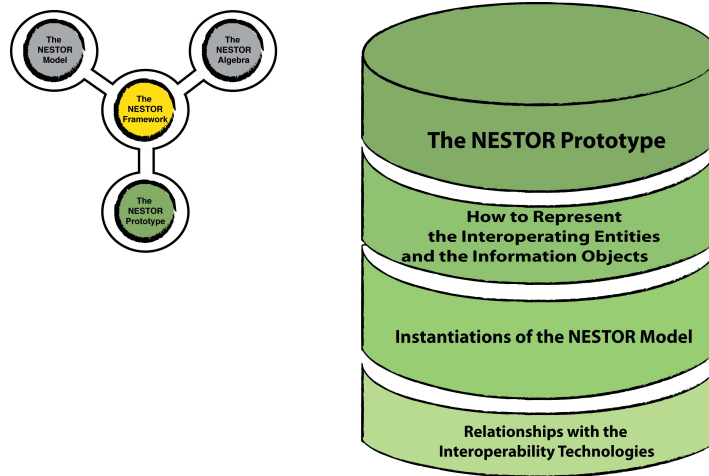 The
NESTOR
Model
The
NESTOR
Algebra
The
NESTOR
Framework
The
NESTOR
Prototype
The NESTOR Prototype
How to Represent
the Interoperating Entities
and the Information Objects
Instantiations of the NESTOR Model
Relationships with the
Interoperability Technologies